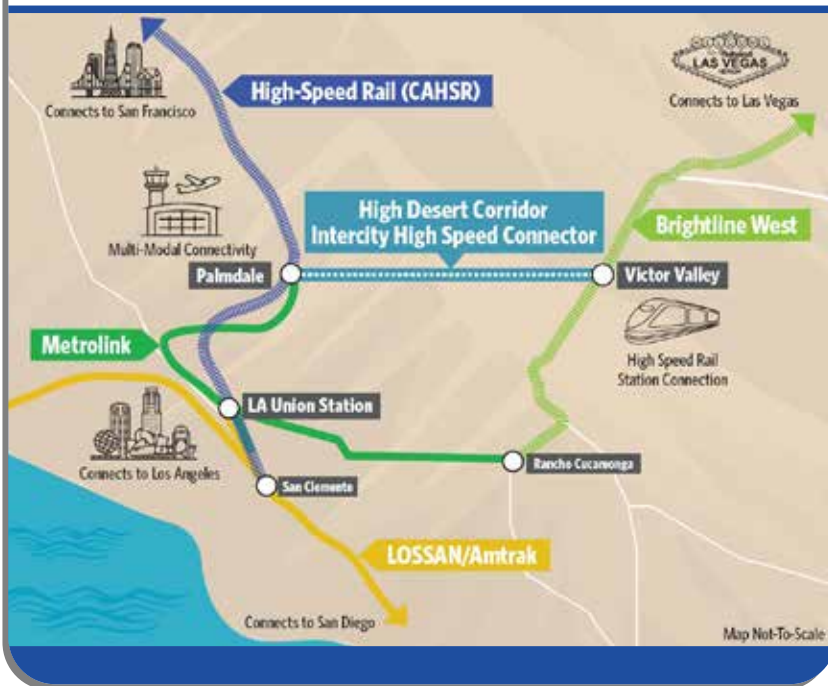 LAS VEGAS
Connects to San Francisco
High-Speed Rail (CAHSR)
Connects to Las Vegas
Multi-Modal Connectivity
High Desert Corridor
Intercity High Speed Connector
Brightline West
Palmdale
Victor Valley
Metrolink
High Speed Rail
Station Connection
LA Union Station
Connects to Los Angeles
Rancho Cucamonga
San Clemente
LOSSAN/Amtrak
Connects to San Diego
Map Not-To-Scale